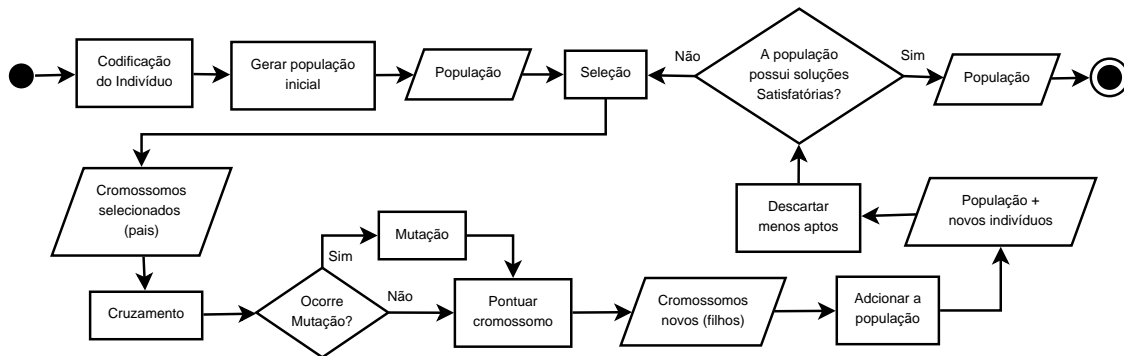 Codificação
do Indivíduo
Gerar população
inicial
População
Seleção
Não
A população
possui soluções
Satisfatórias?
Sim
População
Cromossomos
selecionados
(pais)
Cruzamento
Ocorre
Mutação?
Sim
Mutação
Não
Pontuar
cromossomo
Cromossomos
novos (filhos)
Adcionar a
população
População +
novos indivíduos
Descartar
menos aptos